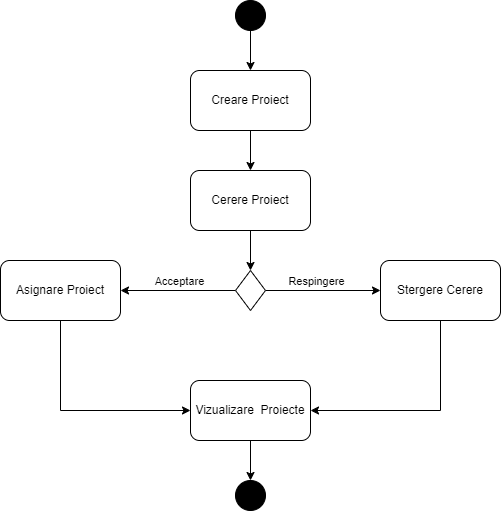 Creare Proiect
Cerere Proiect
Acceptare
Respingere
Asignare Proiect
Stergere Cerere
Vizualizare Proiecte